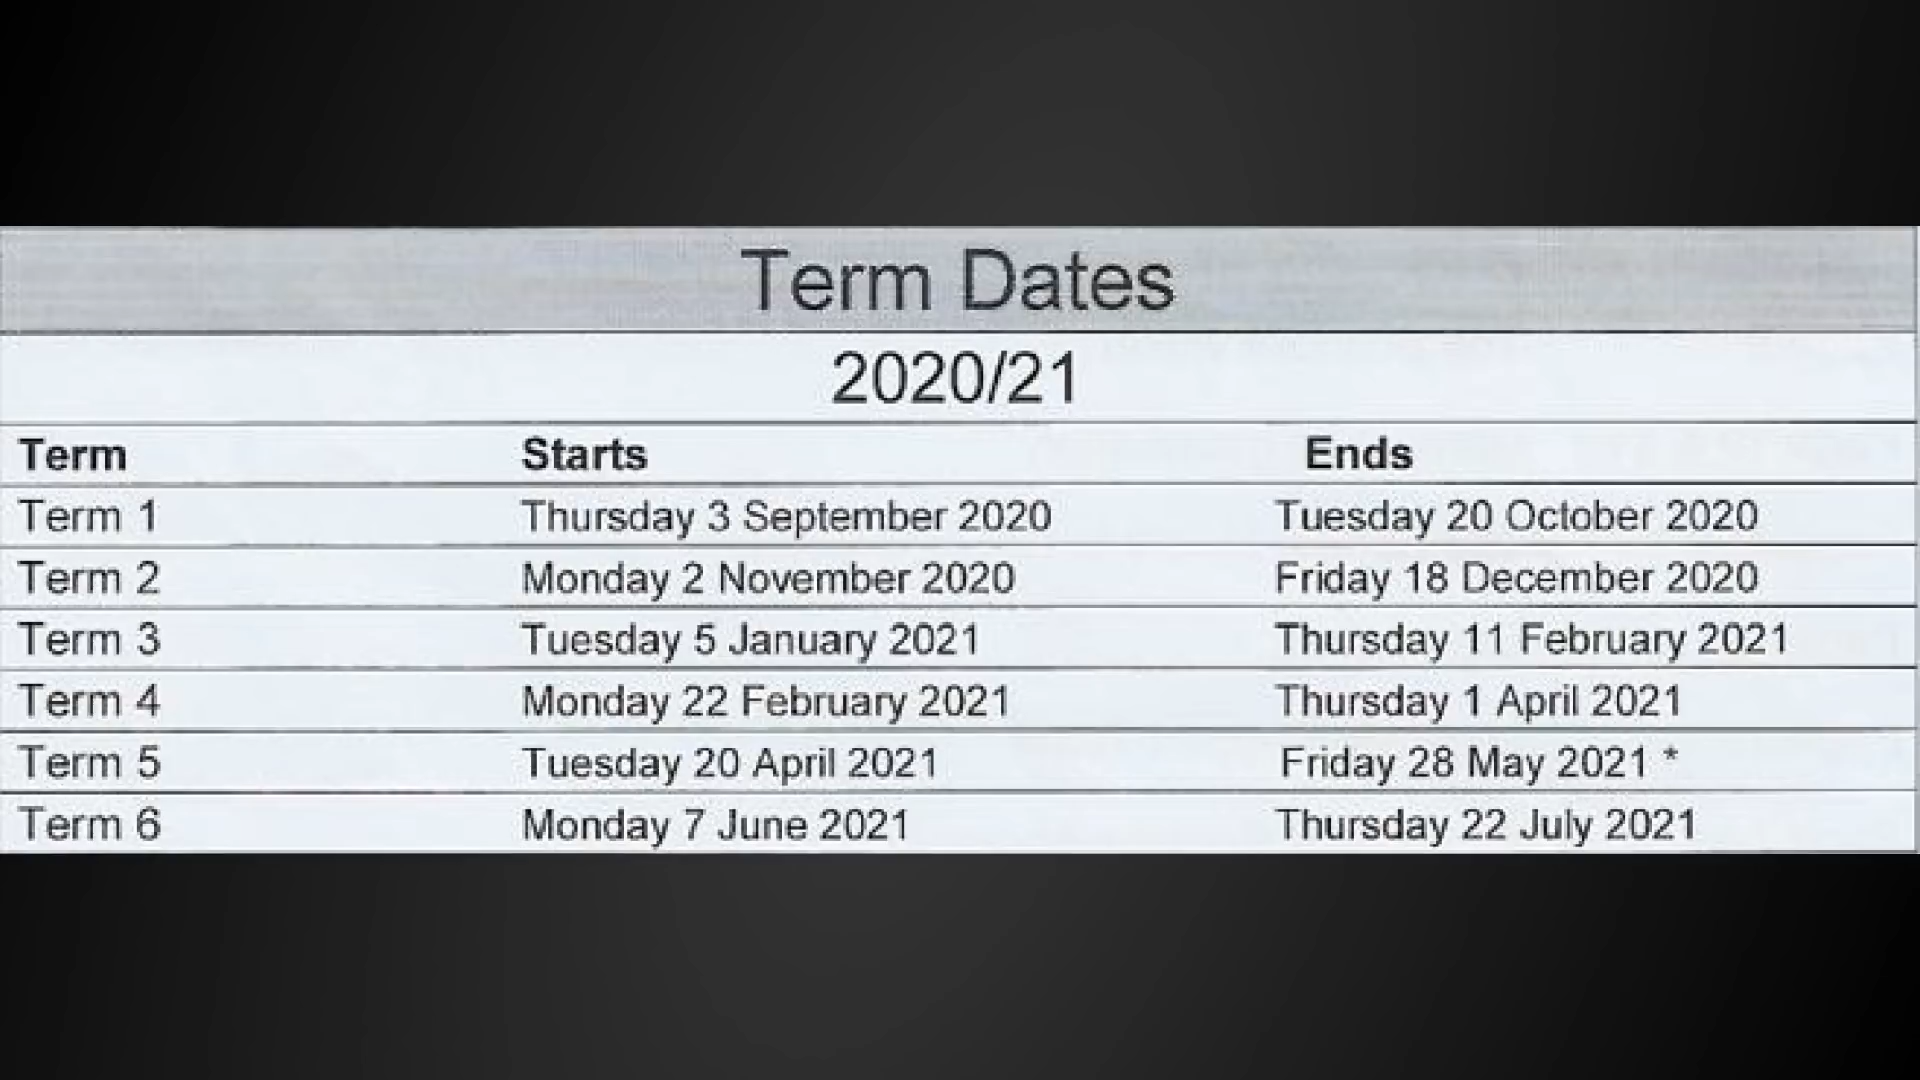 Term Dates
2020/21
Term Starts Ends
Term 1 Thursday 3 September 2020 Tuesday 20 October 2020
Term 2 Monday 2 November 2020 Friday 18 December 2020
Term 3 Tuesday 5 January 2021 Thursday 11 February 2021
Term 4 Monday 22 February 2021 Thursday 1 April 2021
Term 5 Tuesday 20 April 2021 Friday 28 May 2021 *
Term 6 Monday 7 June 2021 Thursday 22 July 2021